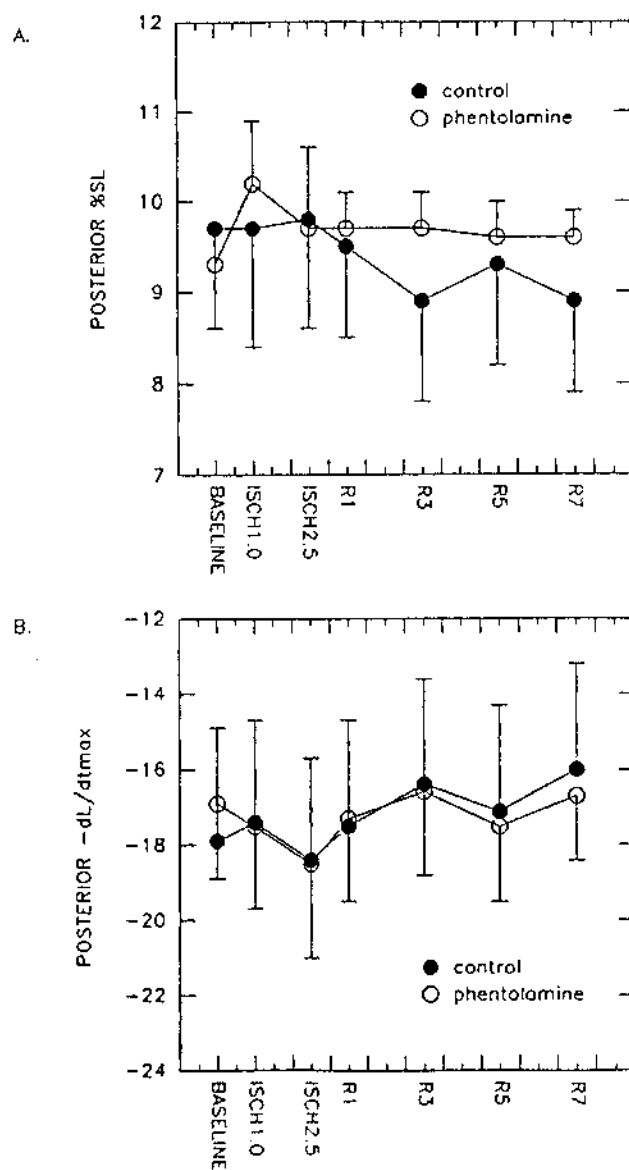 A.
12
11
10
9
8
7
POSTERIOR %SL
control
phentolamine
BASELINE
ISCH1.0
ISCH2.5
R1
R3
R5
R7
B.
-12
-14
-16
-18
-20
-22
-24
POSTERIOR -dL/dtmax
control
phentolamine
BASELINE
ISCH1.0
ISCH2.5
R1
R3
R5
R7